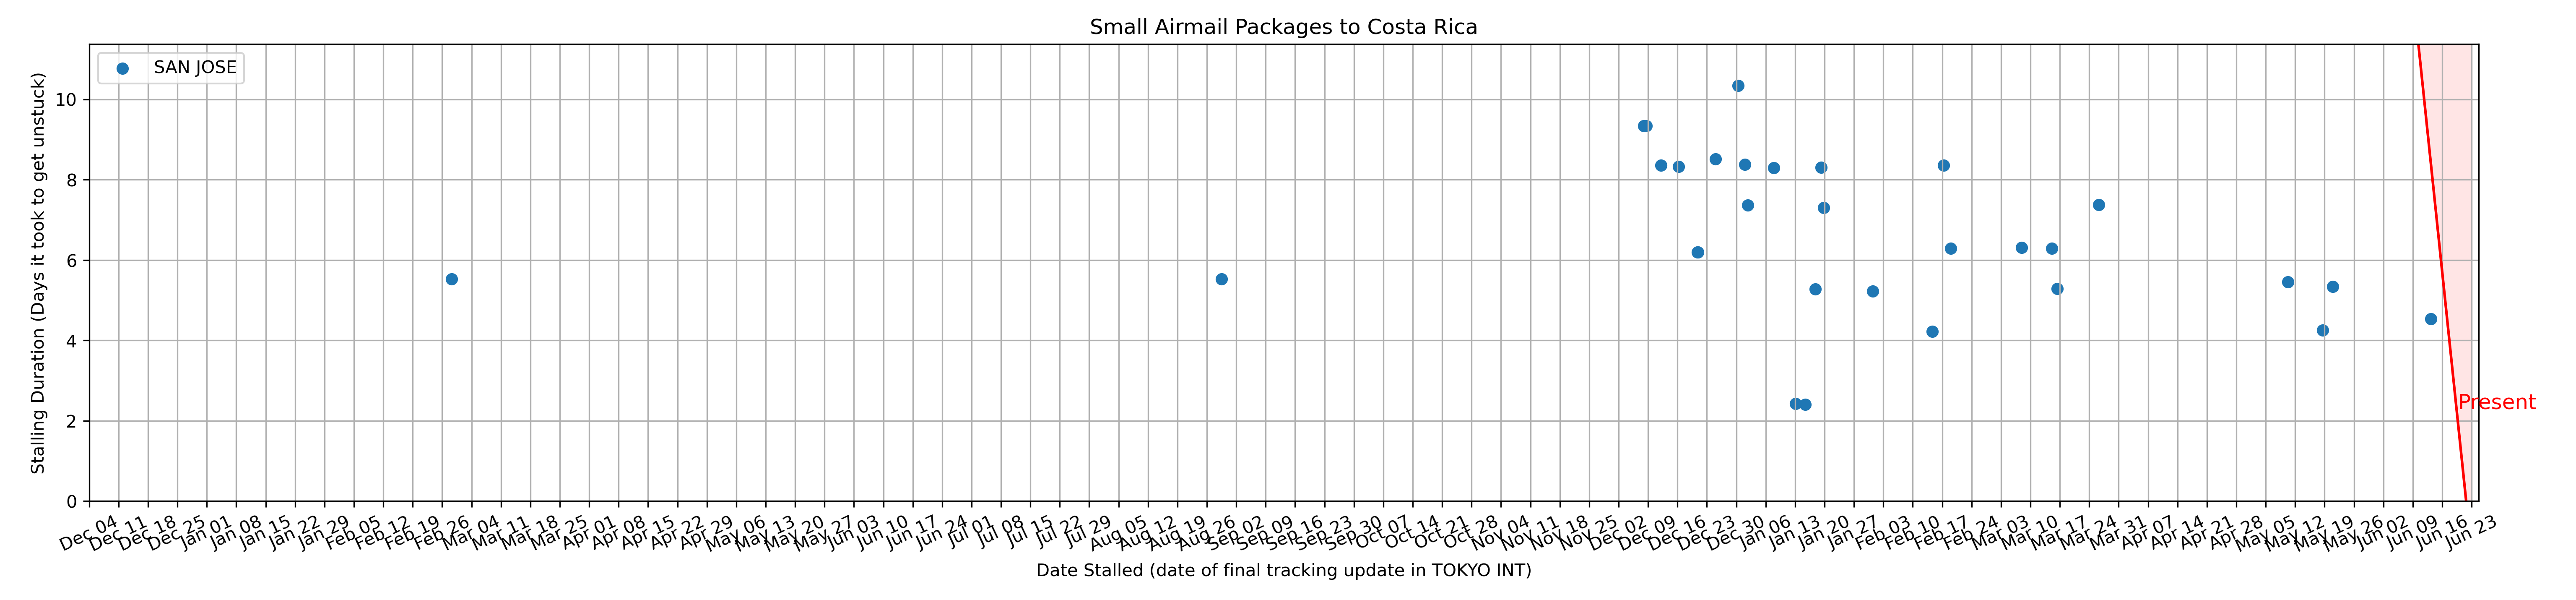 Small Airmail Packages to Costa Rica
SAN JOSE
Stalling Duration (Days it took to get unstuck)
10
8
6
4
2
0
Present
Dec 04
Dec 11
Dec 18
Dec 25
Jan 01
Jan 08
Jan 15
Jan 22
Jan 29
Feb 05
Feb 12
Feb 19
Feb 26
Mar 04
Mar 11
Mar 18
Mar 25
Apr 01
Apr 08
Apr 15
Apr 22
Apr 29
May 06
May 13
May 20
May 27
Jun 03
Jun 10
Jun 17
Jun 24
Jul 01
Jul 08
Jul 15
Jul 22
Jul 29
Aug 05
Aug 12
Aug 19
Aug 26
Sep 02
Sep 09
Sep 16
Sep 23
Sep 30
Oct 07
Oct 14
Oct 21
Oct 28
Nov 04
Nov 11
Nov 18
Nov 25
Dec 02
Dec 09
Dec 16
Dec 23
Dec 30
Jan 06
Jan 13
Jan 20
Jan 27
Feb 03
Feb 10
Feb 17
Feb 24
Mar 03
Mar 10
Mar 17
Mar 24
Mar 31
Apr 07
Apr 14
Apr 21
Apr 28
May 05
May 12
May 19
May 26
Jun 02
Jun 09
Jun 16
Jun 23
Date Stalled (date of final tracking update in TOKYO INT)